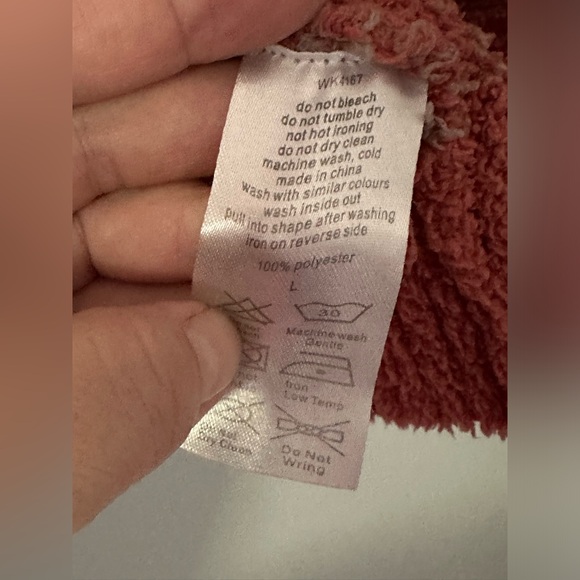 WK4167
do not bleach
do not tumble dry
not hot ironing
do not dry clean
machine wash, cold
made in china
wash with similar colours
wash inside out
pull into shape after washing
iron on reverse side
100% polyester
L
30
Machine wash
Gentle
Iron
Low Temp
Not
Dry Clean
Do Not
Wring